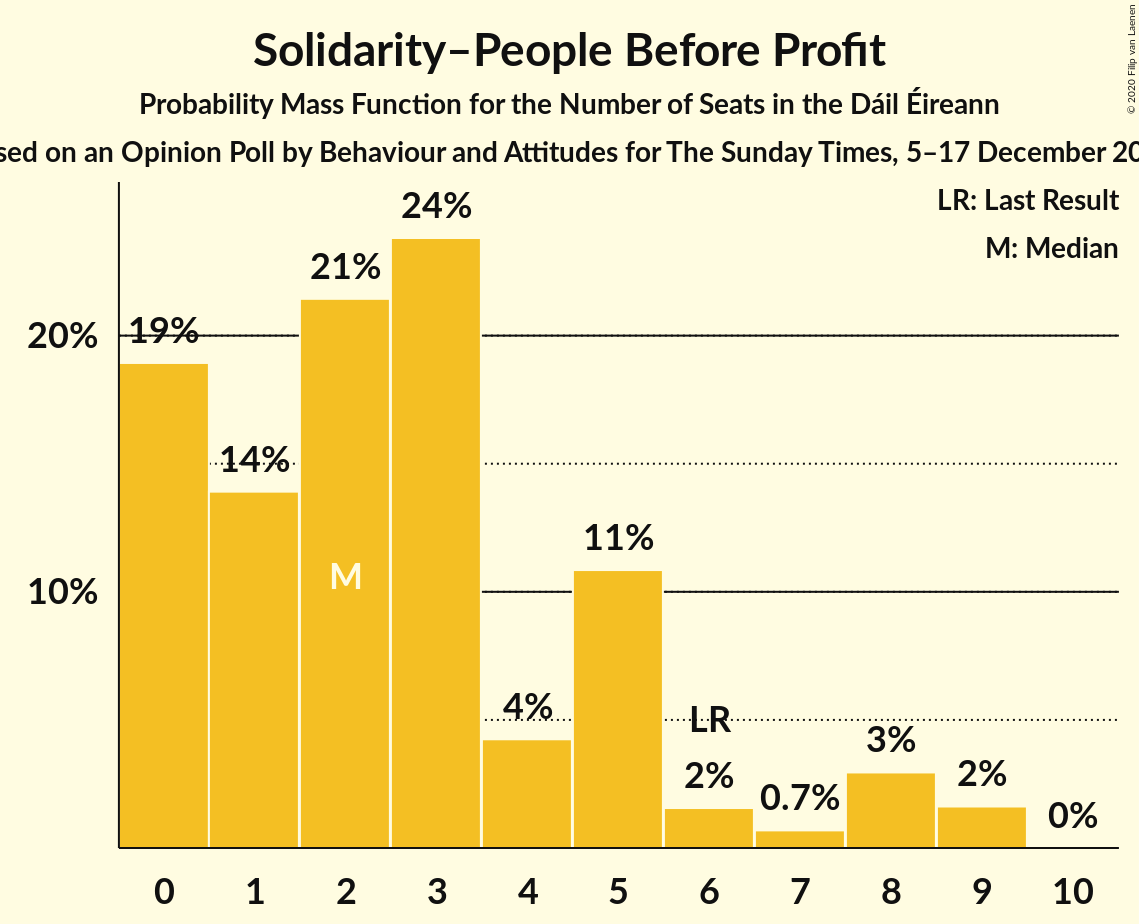 Solidarity–People Before Profit
Probability Mass Function for the Number of Seats in the Dáil Éireann
sed on an Opinion Poll by Behaviour and Attitudes for The Sunday Times, 5–17 December 20
© 2020 Filip van Laenen
LR: Last Result
M: Median
24%
21%
19%
20%
14%
11%
M
10%
4%
LR
3%
2%
2%
0.7%
0%
0 1 2 3 4 5 6 7 8 9 10